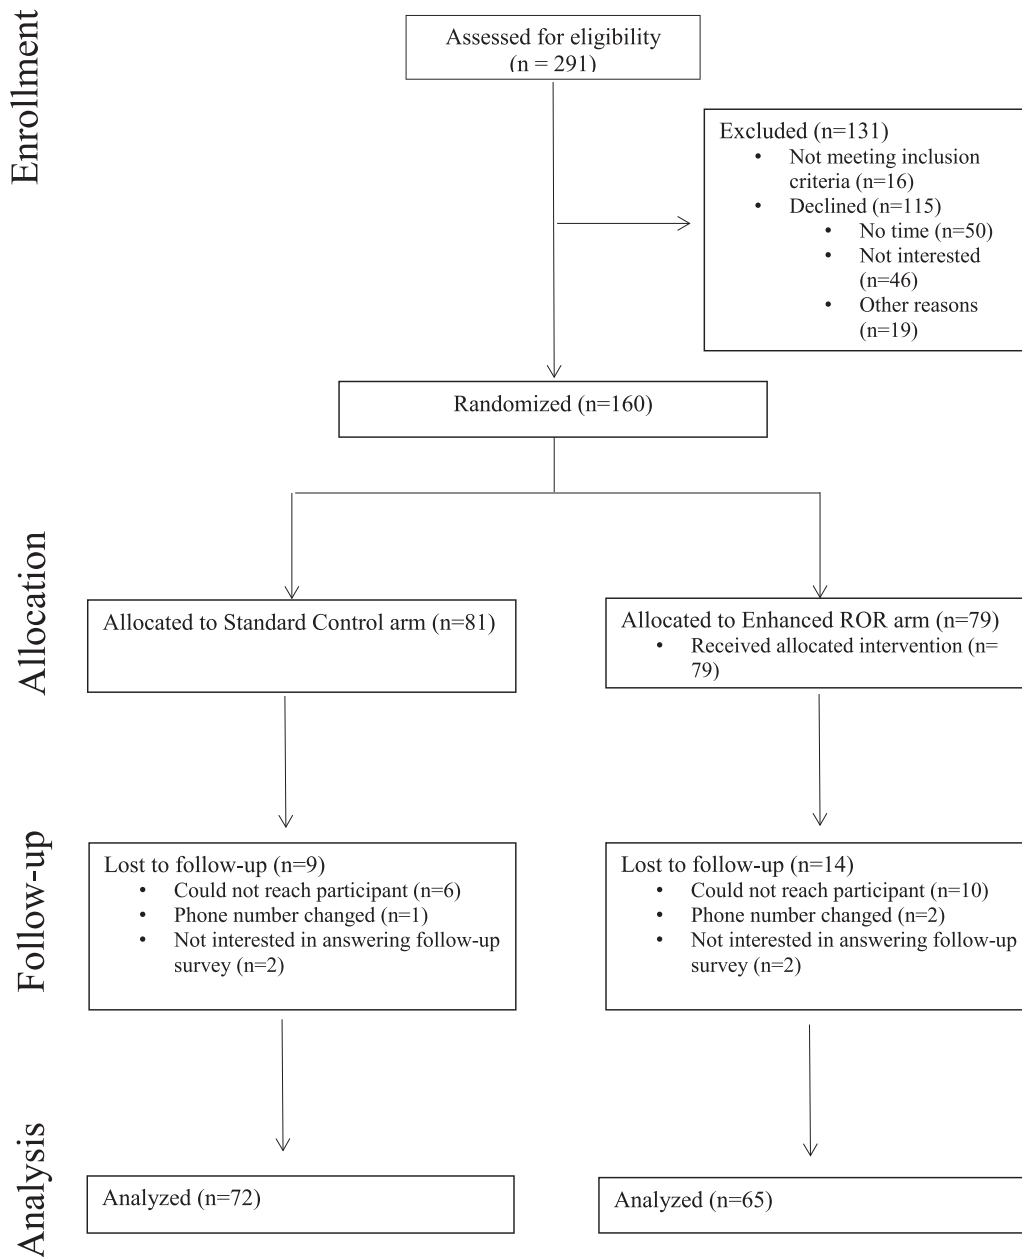 Enrollment
Assessed for eligibility
(n = 291)
Excluded (n=131)
• Not meeting inclusion
criteria (n=16)
• Declined (n=115)
• No time (n=50)
• Not interested
(n=46)
• Other reasons
(n=19)
Randomized (n=160)
Allocation
Allocated to Standard Control arm (n=81)
Allocated to Enhanced ROR arm (n=79)
• Received allocated intervention (n=
79)
Follow-up
Lost to follow-up (n=9)
• Could not reach participant (n=6)
• Phone number changed (n=1)
• Not interested in answering follow-up
survey (n=2)
Lost to follow-up (n=14)
• Could not reach participant (n=10)
• Phone number changed (n=2)
• Not interested in answering follow-up
survey (n=2)
Analysis
Analyzed (n=72)
Analyzed (n=65)